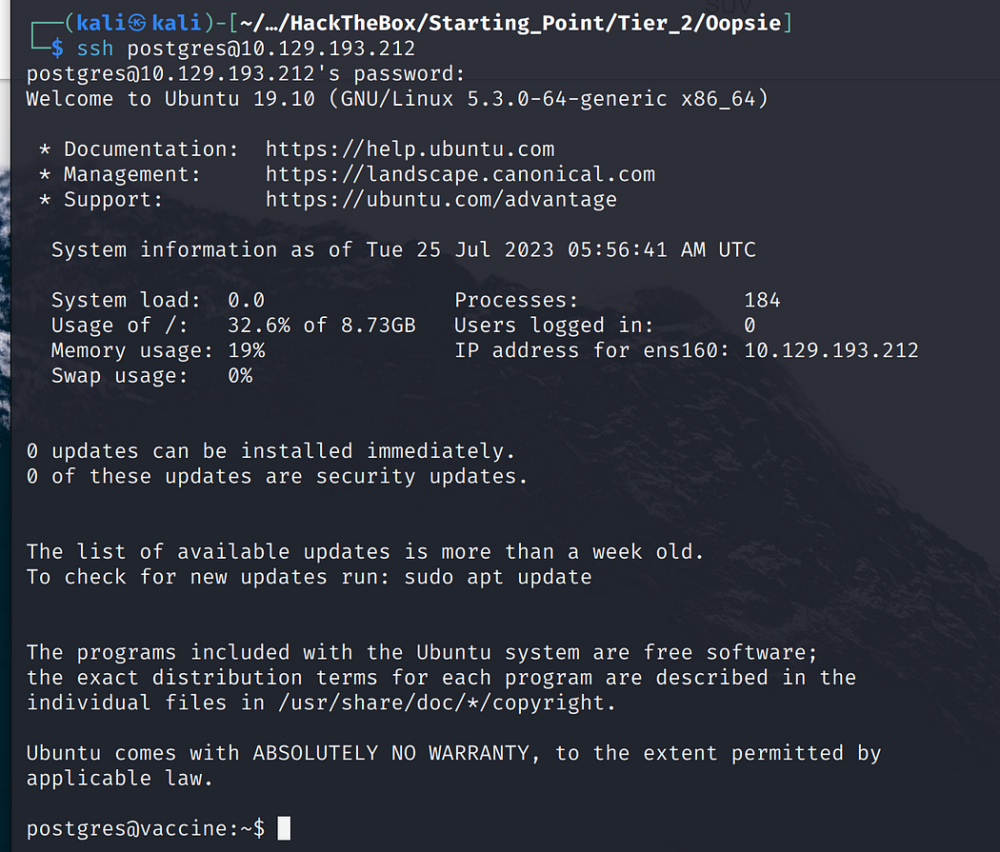 ┌──(kali㉿kali)-[~/…/HackTheBox/Starting_Point/Tier_2/Oopsie]
└─$ ssh postgres@10.129.193.212
postgres@10.129.193.212's password:
Welcome to Ubuntu 19.10 (GNU/Linux 5.3.0-64-generic x86_64)
* Documentation: https://help.ubuntu.com
* Management: https://landscape.canonical.com
* Support: https://ubuntu.com/advantage
System information as of Tue 25 Jul 2023 05:56:41 AM UTC
System load: 0.0 Processes: 184
Usage of /: 32.6% of 8.73GB Users logged in: 0
Memory usage: 19% IP address for ens160: 10.129.193.212
Swap usage: 0%
0 updates can be installed immediately.
0 of these updates are security updates.
The list of available updates is more than a week old.
To check for new updates run: sudo apt update
The programs included with the Ubuntu system are free software;
the exact distribution terms for each program are described in the
individual files in /usr/share/doc/*/copyright.
Ubuntu comes with ABSOLUTELY NO WARRANTY, to the extent permitted by
applicable law.
postgres@vaccine:~$